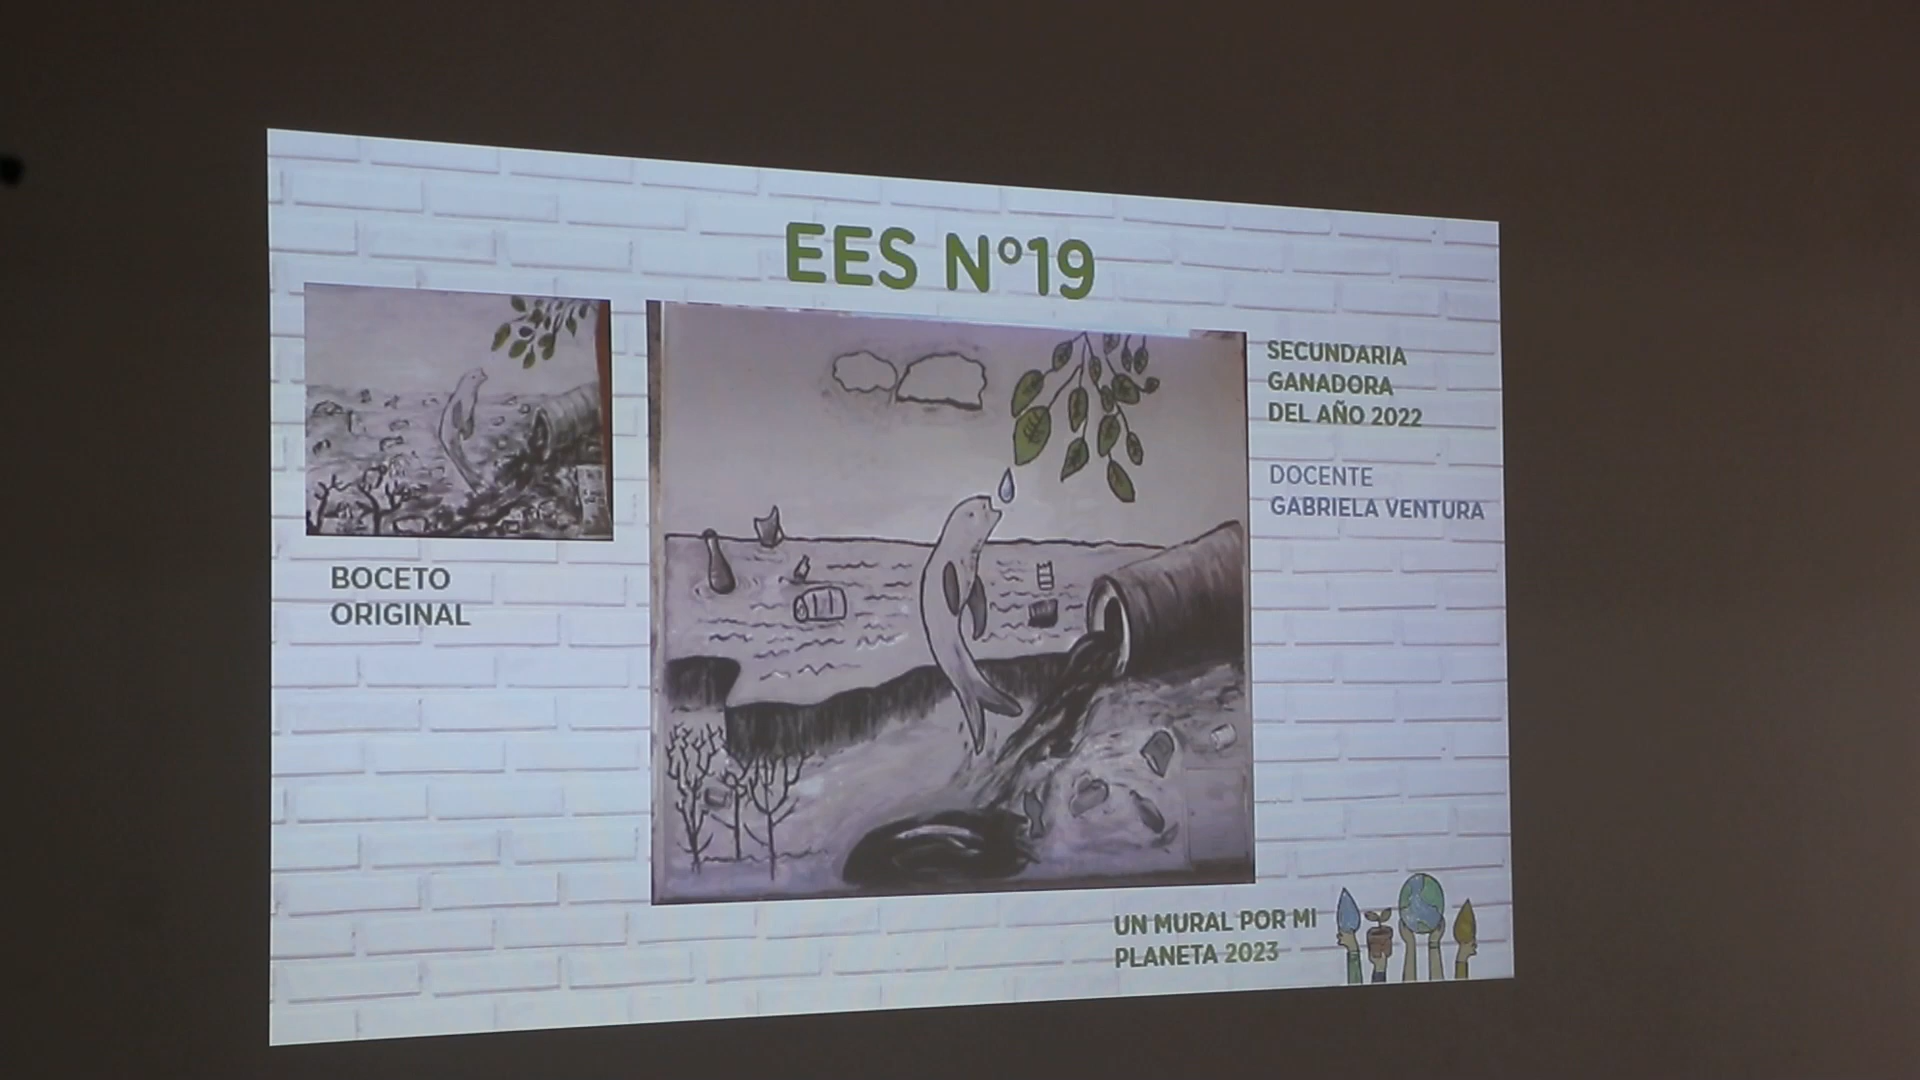 EES N°19
BOCETO
ORIGINAL
SECUNDARIA
GANADORA
DEL AÑO 2022
DOCENTE
GABRIELA VENTURA
UN MURAL POR MI
PLANETA 2023